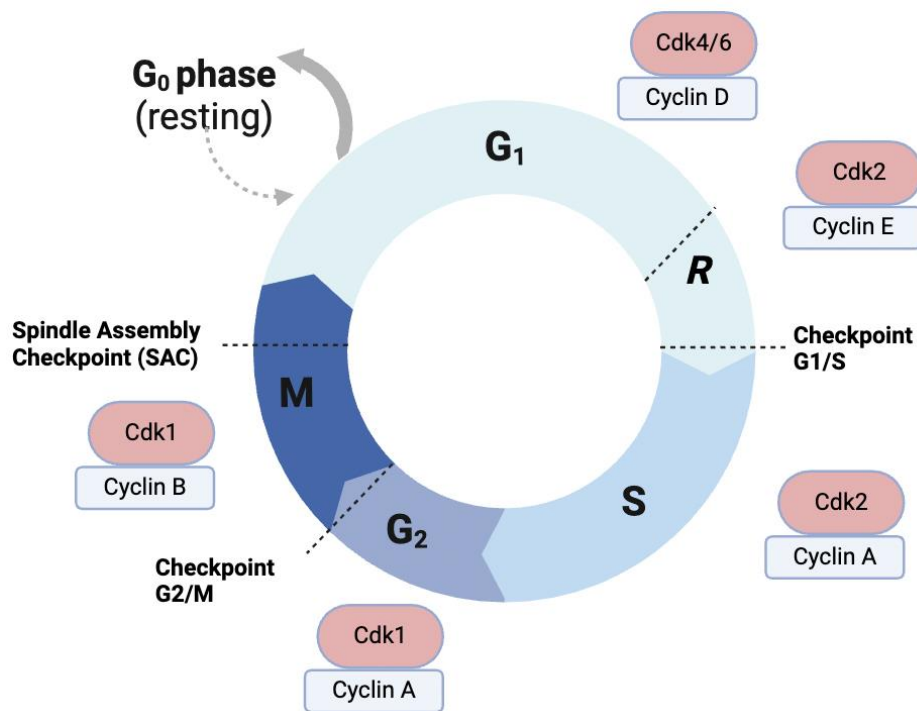 Cdk4/6
Cyclin D
G₀ phase
(resting)
G₁
Cdk2
Cyclin E
R
Spindle Assembly
Checkpoint (SAC)
Checkpoint
G1/S
M
Cdk1
Cyclin B
S
Cdk2
Cyclin A
G₂
Checkpoint
G2/M
Cdk1
Cyclin A